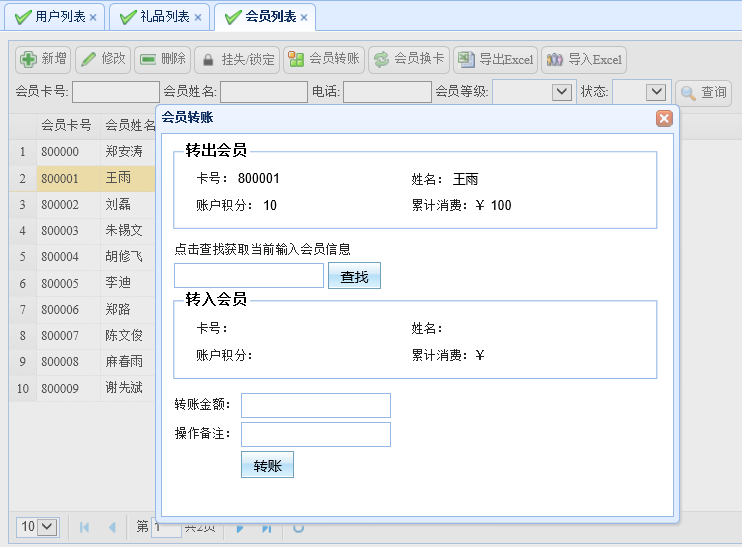 用户列表 礼品列表 会员列表
新增 修改 删除 挂失/锁定 会员转账 会员换卡 导出Excel 导入Excel
会员卡号: 会员姓名: 电话: 会员等级: 状态: 查询
会员卡号 会员姓名
1 800000 郑安涛
2 800001 王雨
3 800002 刘磊
4 800003 朱锡文
5 800004 胡修飞
6 800005 李迪
7 800006 郑路
8 800007 陈文俊
9 800008 麻春雨
10 800009 谢先斌
会员转账
转出会员
卡号: 800001 姓名: 王雨
账户积分: 10 累计消费:¥ 100
点击查找获取当前输入会员信息
查找
转入会员
卡号: 姓名:
账户积分: 累计消费:¥
转账金额:
操作备注:
转账
10 第 1 共2页